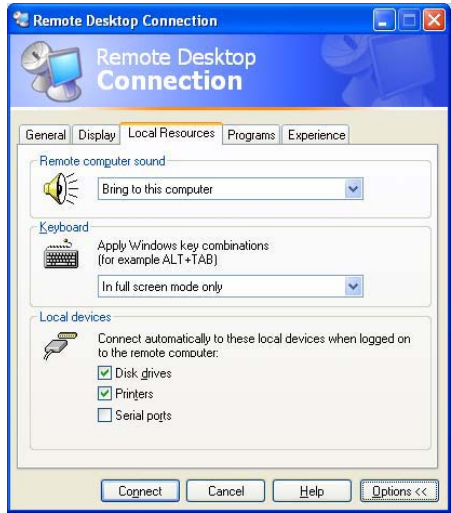 Remote Desktop Connection
Remote Desktop
Connection
General Display Local Resources Programs Experience
Remote computer sound
Bring to this computer
Keyboard
Apply Windows key combinations
(for example ALT+TAB)
In full screen mode only
Local devices
Connect automatically to these local devices when logged on
to the remote computer:
Disk drives
Printers
Serial ports
Connect Cancel Help Options <<